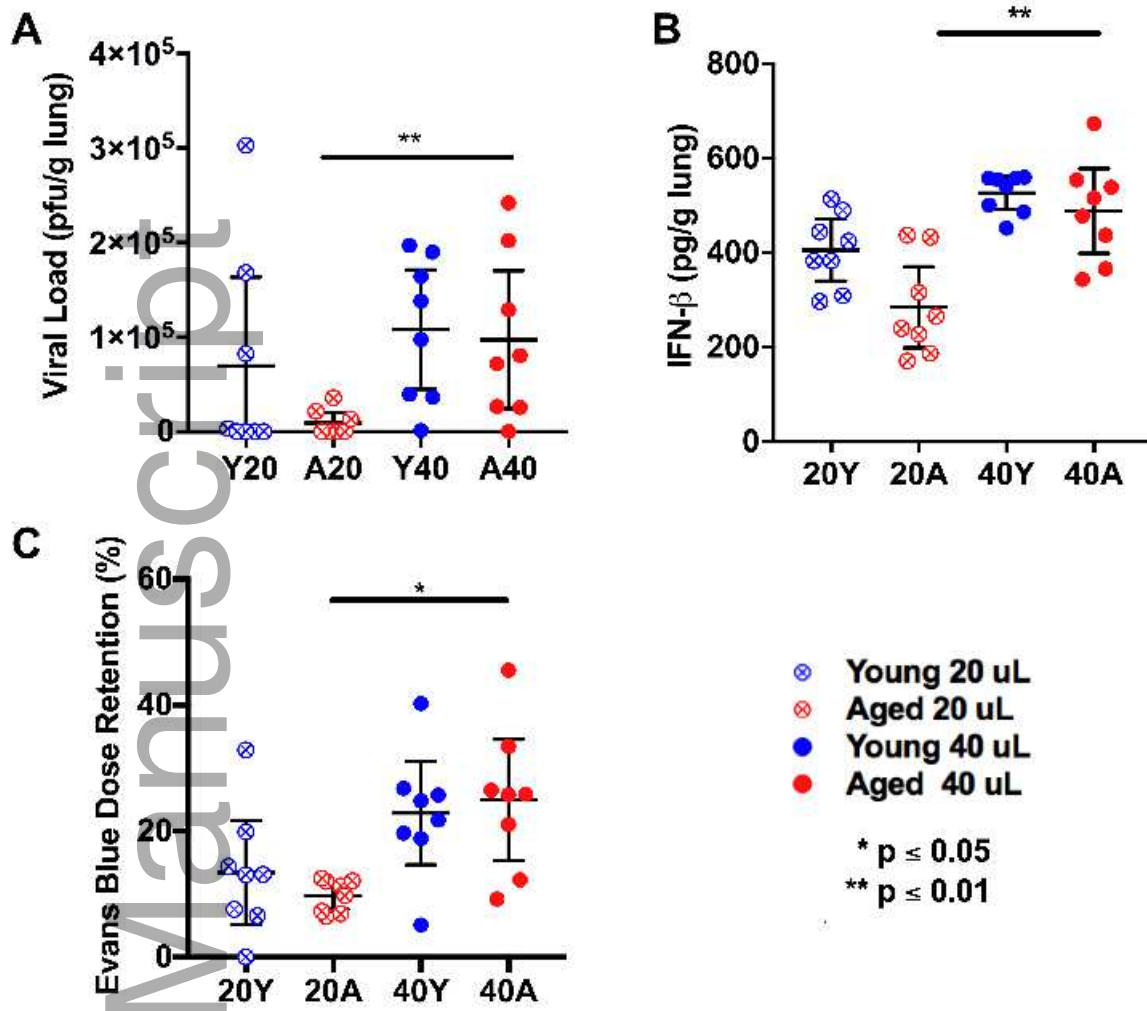 A
Viral Load (pfu/g lung)
4×10⁵
3×10⁵
2×10⁵
1×10⁵
0
**
Y20 A20 Y40 A40
B
IFN-β (pg/g lung)
800
600
400
200
0
**
20Y 20A 40Y 40A
C
Evans Blue Dose Retention (%)
60
40
20
0
*
20Y 20A 40Y 40A
Young 20 uL
Aged 20 uL
Young 40 uL
Aged 40 uL
* p ≤ 0.05
** p ≤ 0.01
Manuscript